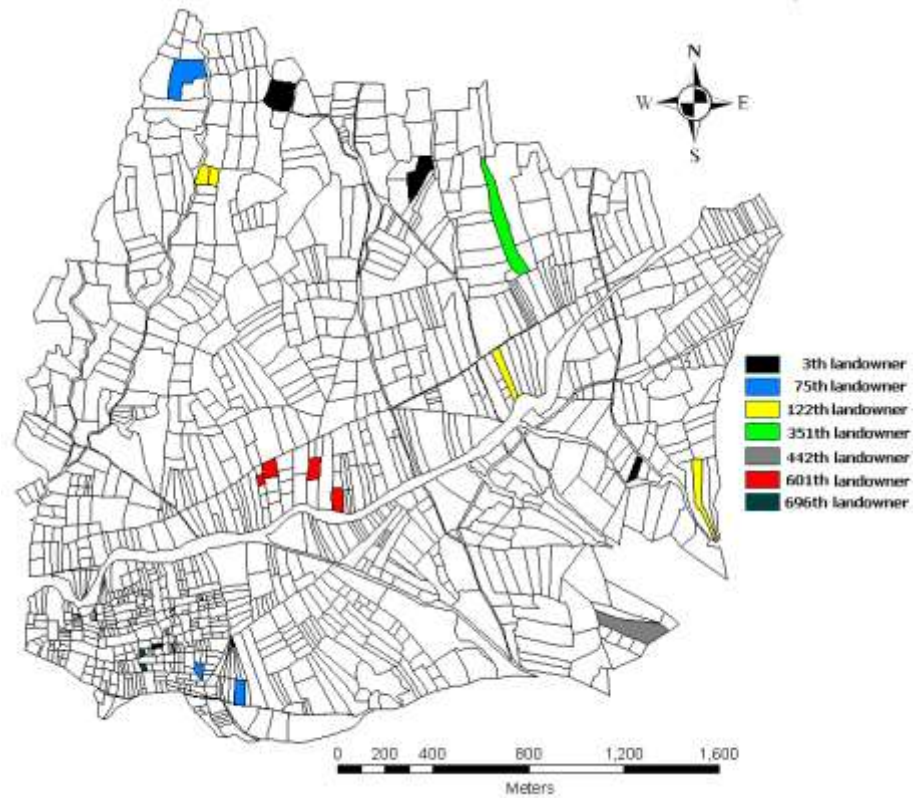 N
W E
S
3th landowner
75th landowner
122th landowner
351th landowner
442th landowner
601th landowner
696th landowner
0 200 400 800 1,200 1,600
Meters